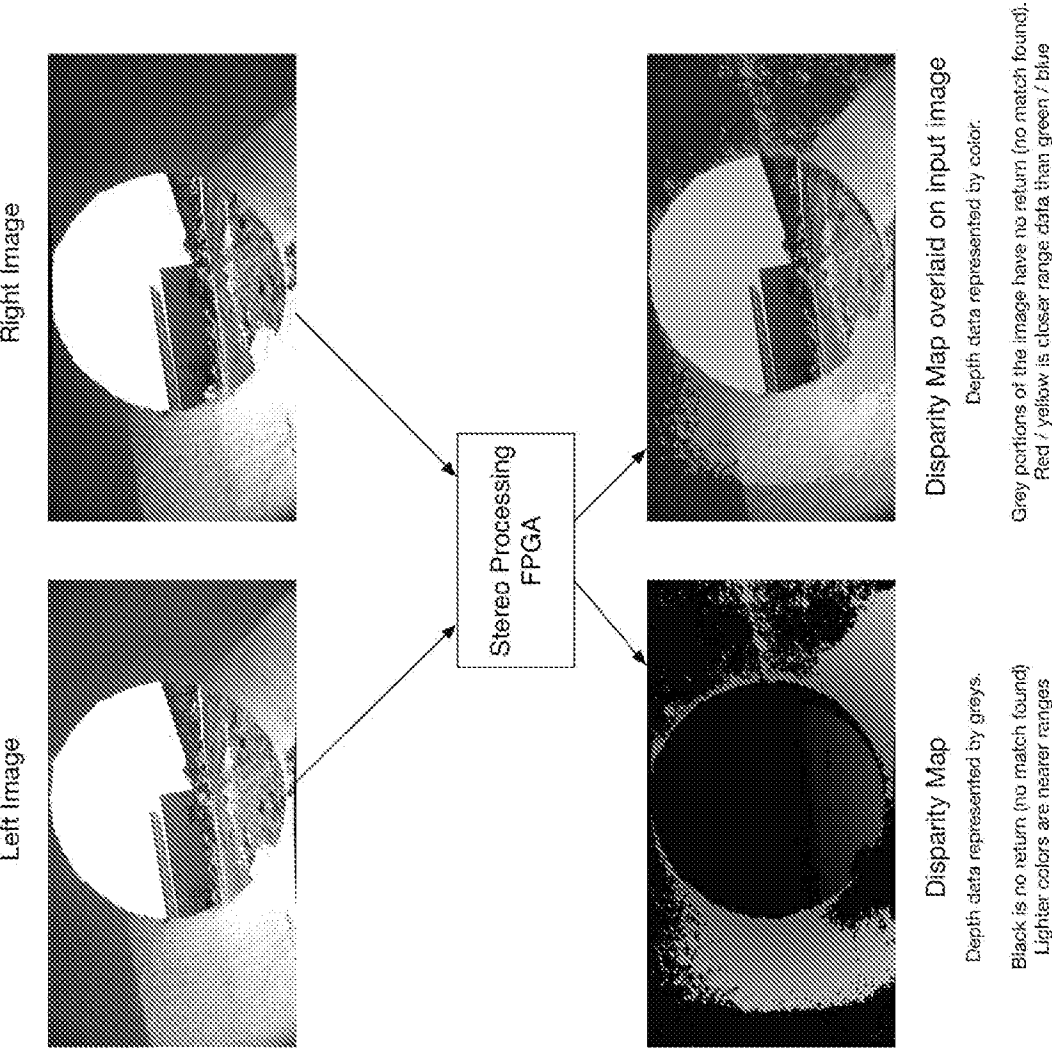 Left Image
Right Image
Stereo Processing
FPGA
Disparity Map
Depth data represented by greys.
Black is no return (no match found)
Lighter colors are nearer ranges
Disparity Map overlaid on input image
Depth data represented by color.
Grey portions of the image have no return (no match found).
Red / yellow is closer range data than green / blue